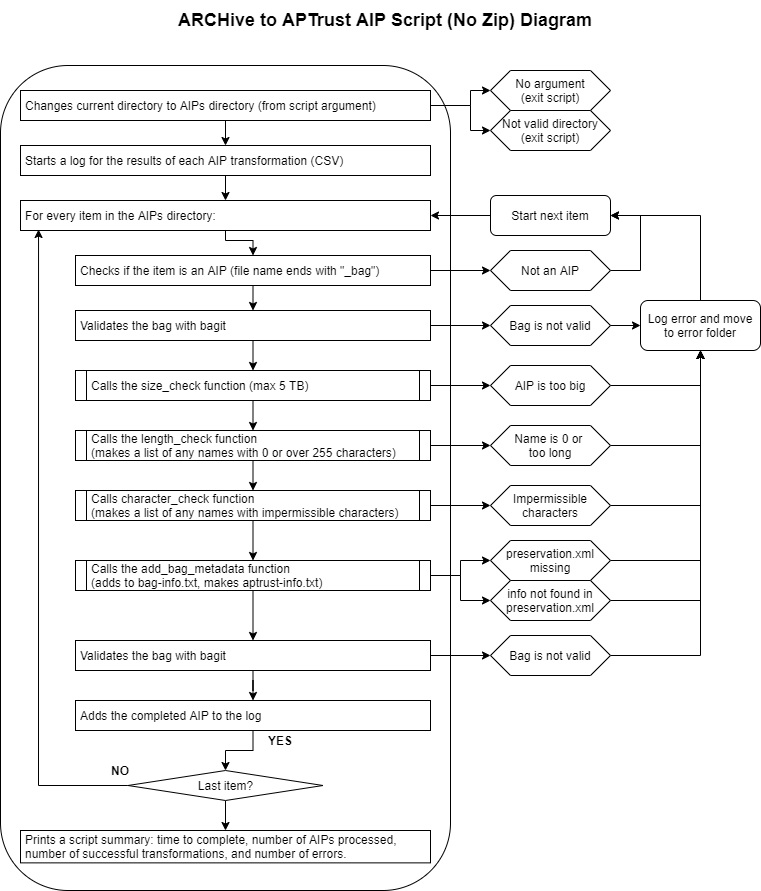 ARCHive to APTrust AIP Script (No Zip) Diagram
Changes current directory to AIPs directory (from script argument)
No argument
(exit script)
Not valid directory
(exit script)
Starts a log for the results of each AIP transformation (CSV)
For every item in the AIPs directory:
Start next item
Checks if the item is an AIP (file name ends with "_bag")
Not an AIP
Validates the bag with bagit
Bag is not valid
Log error and move
to error folder
Calls the size_check function (max 5 TB)
AIP is too big
Calls the length_check function
(makes a list of any names with 0 or over 255 characters)
Name is 0 or
too long
Calls character_check function
(makes a list of any names with impermissible characters)
Impermissible
characters
Calls the add_bag_metadata function
(adds to bag-info.txt, makes aptrust-info.txt)
preservation.xml
missing
info not found in
preservation.xml
Validates the bag with bagit
Bag is not valid
Adds the completed AIP to the log
YES
NO
Last item?
Prints a script summary: time to complete, number of AIPs processed,
number of successful transformations, and number of errors.